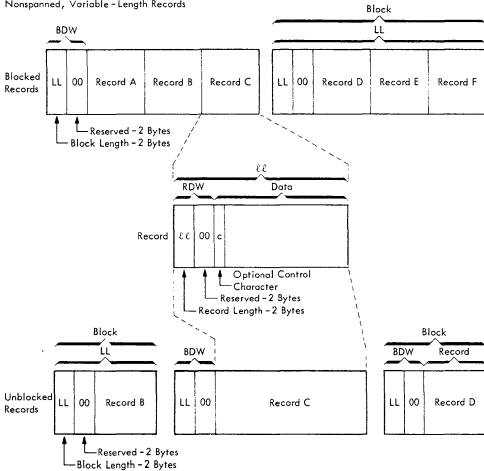 Nonspanned, Variable-Length Records
Block
BDW
LL
Blocked
Records
LL 00 Record A Record B Record C
LL 00 Record D Record E Record F
Reserved - 2 Bytes
Block Length - 2 Bytes
ℓℓ
RDW Data
Record ℓℓ 00 c
Optional Control
Character
Reserved - 2 Bytes
Record Length - 2 Bytes
Block Block
LL BDW BDW Record
Unblocked
Records
LL 00 Record B
LL 00 Record C
LL 00 Record D
Reserved - 2 Bytes
Block Length - 2 Bytes